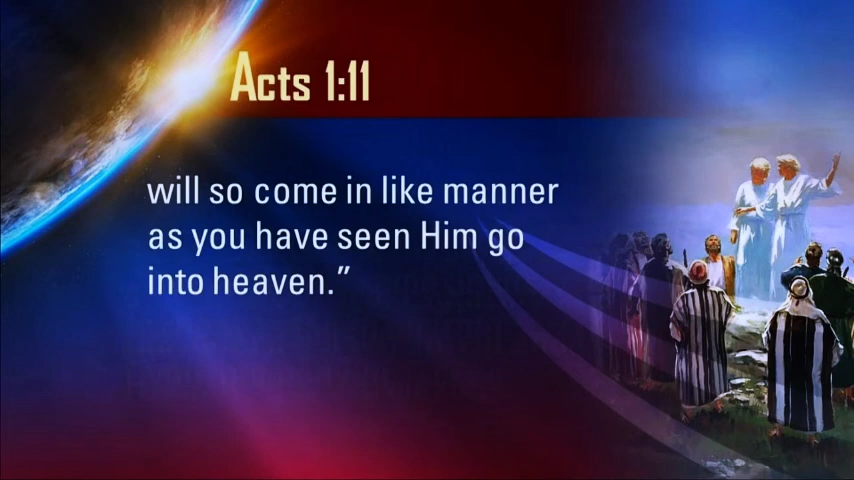 Acts 1:11
will so come in like manner
as you have seen Him go
into heaven.”